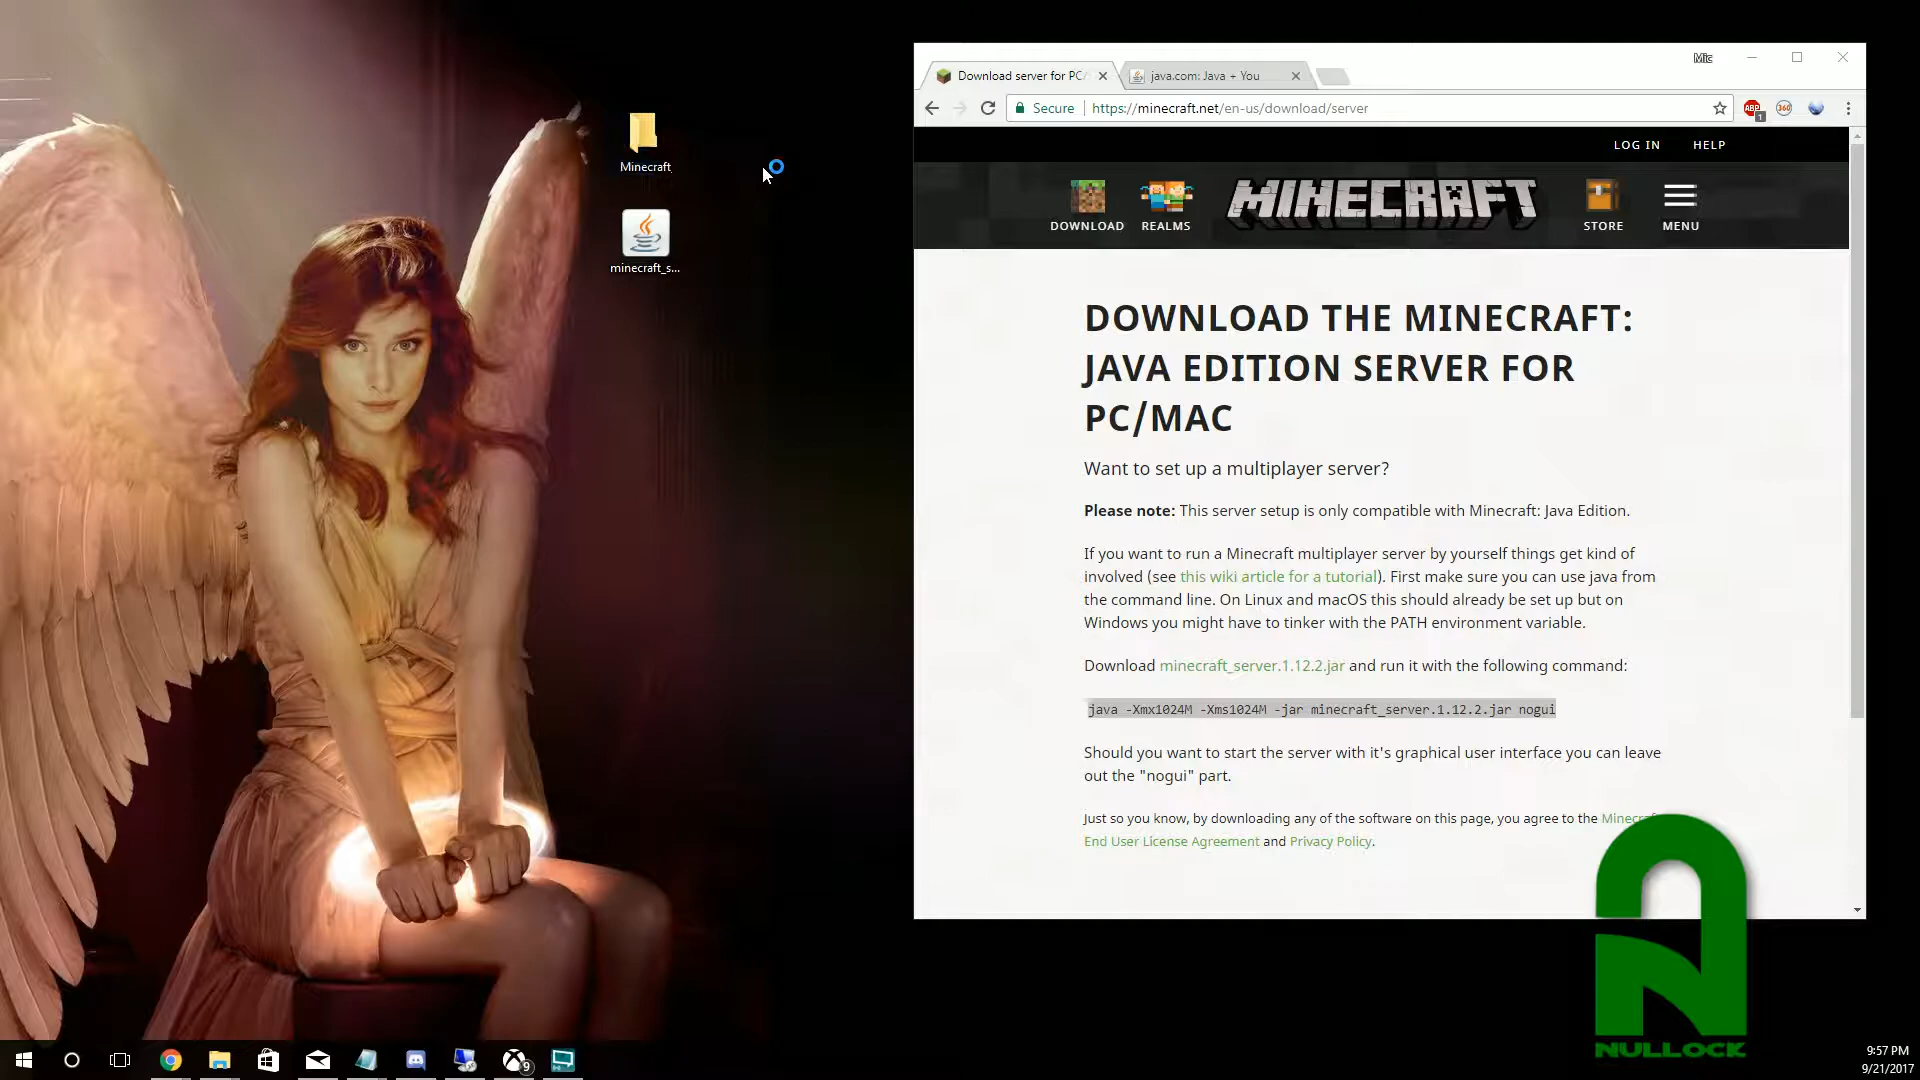 Minecraft
minecraft_s...
Mic
Download server for PC/
java.com: Java + You
Secure
https://minecraft.net/en-us/download/server
ABP
1
360
LOG IN
HELP
DOWNLOAD
REALMS
MINECRAFT
STORE
MENU
DOWNLOAD THE MINECRAFT:
JAVA EDITION SERVER FOR
PC/MAC
Want to set up a multiplayer server?
Please note: This server setup is only compatible with Minecraft: Java Edition.
If you want to run a Minecraft multiplayer server by yourself things get kind of
involved (see this wiki article for a tutorial). First make sure you can use java from
the command line. On Linux and macOS this should already be set up but on
Windows you might have to tinker with the PATH environment variable.
Download minecraft_server.1.12.2.jar and run it with the following command:
java -Xmx1024M -Xms1024M -jar minecraft_server.1.12.2.jar nogui
Should you want to start the server with it's graphical user interface you can leave
out the "nogui" part.
Just so you know, by downloading any of the software on this page, you agree to the Minecraf
End User License Agreement and Privacy Policy.
NULLOCK
9
9:57 PM
9/21/2017